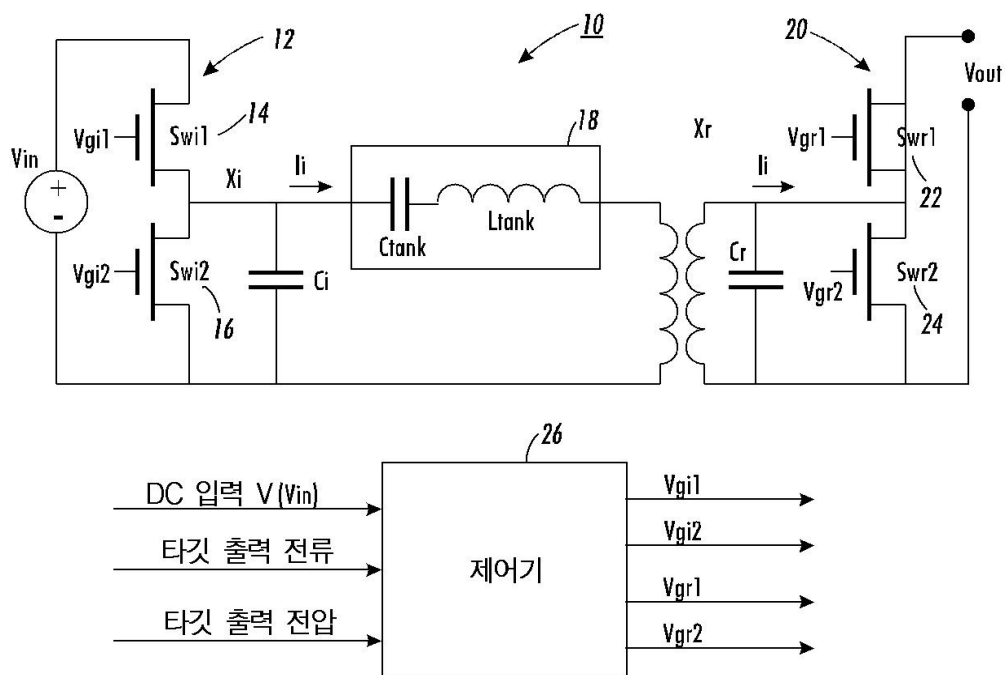 10
12
20
Vout
14
18
Vgi1
Swi1
Xr
Vgr1
Swr1
Vin
+
-
Xi
Ii
Ii
22
Ctank
Ltank
Vgi2
Swi2
Ci
Cr
Vgr2
Swr2
16
24
26
DC 입력 V(Vin)
타깃 출력 전류
타깃 출력 전압
제어기
Vgi1
Vgi2
Vgr1
Vgr2